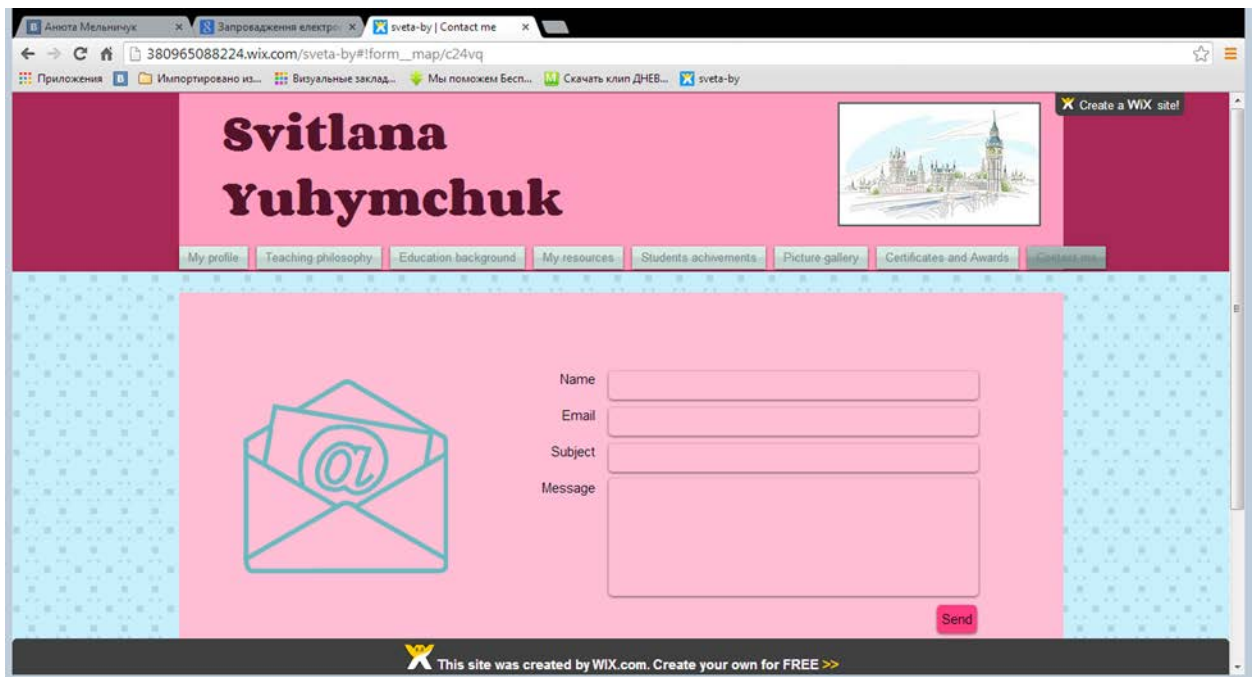 Анюта Мельничук
Запровадження електро
sveta-by | Contact me
380965088224.wix.com/sveta-by#!form__map/c24vq
Приложения
Импортировано из...
Визуальные заклад...
Мы поможем Бесп...
Скачать клип ДНЕВ...
sveta-by
Create a WiX site!
Svitlana
Yuhymchuk
My profile
Teaching philosophy
Education background
My resources
Students achivements
Picture gallery
Certificates and Awards
Contact me
Name
Email
Subject
Message
@
Send
This site was created by WIX.com. Create your own for FREE >>